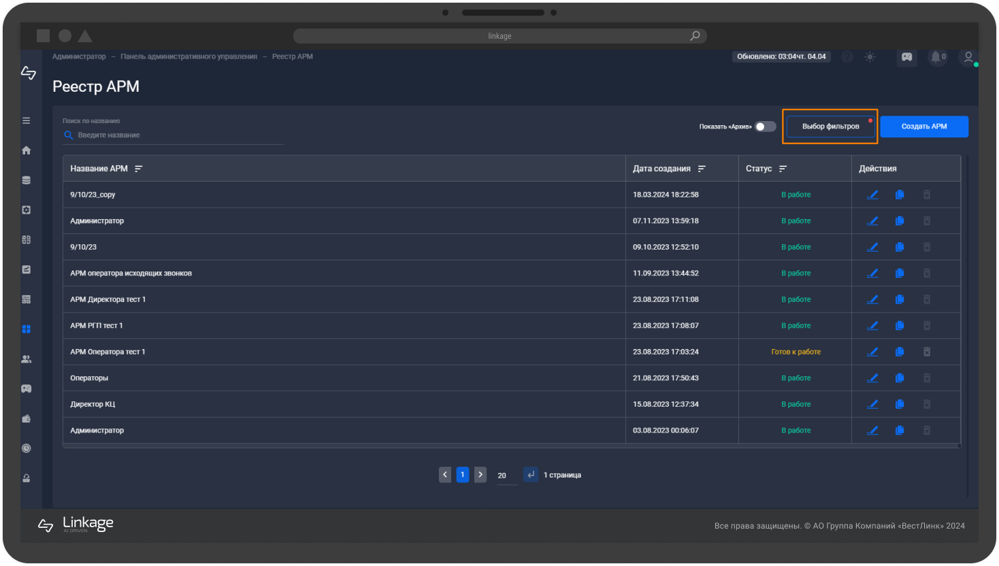 linkage
Администратор – Панель административного управления – Реестр АРМ
Обновлено: 03:04чт. 04.04
0
Реестр АРМ
Поиск по названию
Введите название
Показать «Архив»
Выбор фильтров
Создать АРМ
Название АРМ Дата создания Статус Действия
9/10/23_copy 18.03.2024 18:22:58 В работе
Администратор 07.11.2023 13:59:18 В работе
9/10/23 09.10.2023 12:52:10 В работе
АРМ оператора исходящих звонков 11.09.2023 13:44:52 В работе
АРМ Директора тест 1 23.08.2023 17:11:08 В работе
АРМ РГП тест 1 23.08.2023 17:08:07 В работе
АРМ Оператора тест 1 23.08.2023 17:03:24 Готов к работе
Операторы 21.08.2023 17:50:43 В работе
Директор КЦ 15.08.2023 12:37:34 В работе
Администратор 03.08.2023 00:06:07 В работе
1 20 1 страница
Linkage
AI DRIVEN
Все права защищены. © АО Группа Компаний «ВестЛинк» 2024